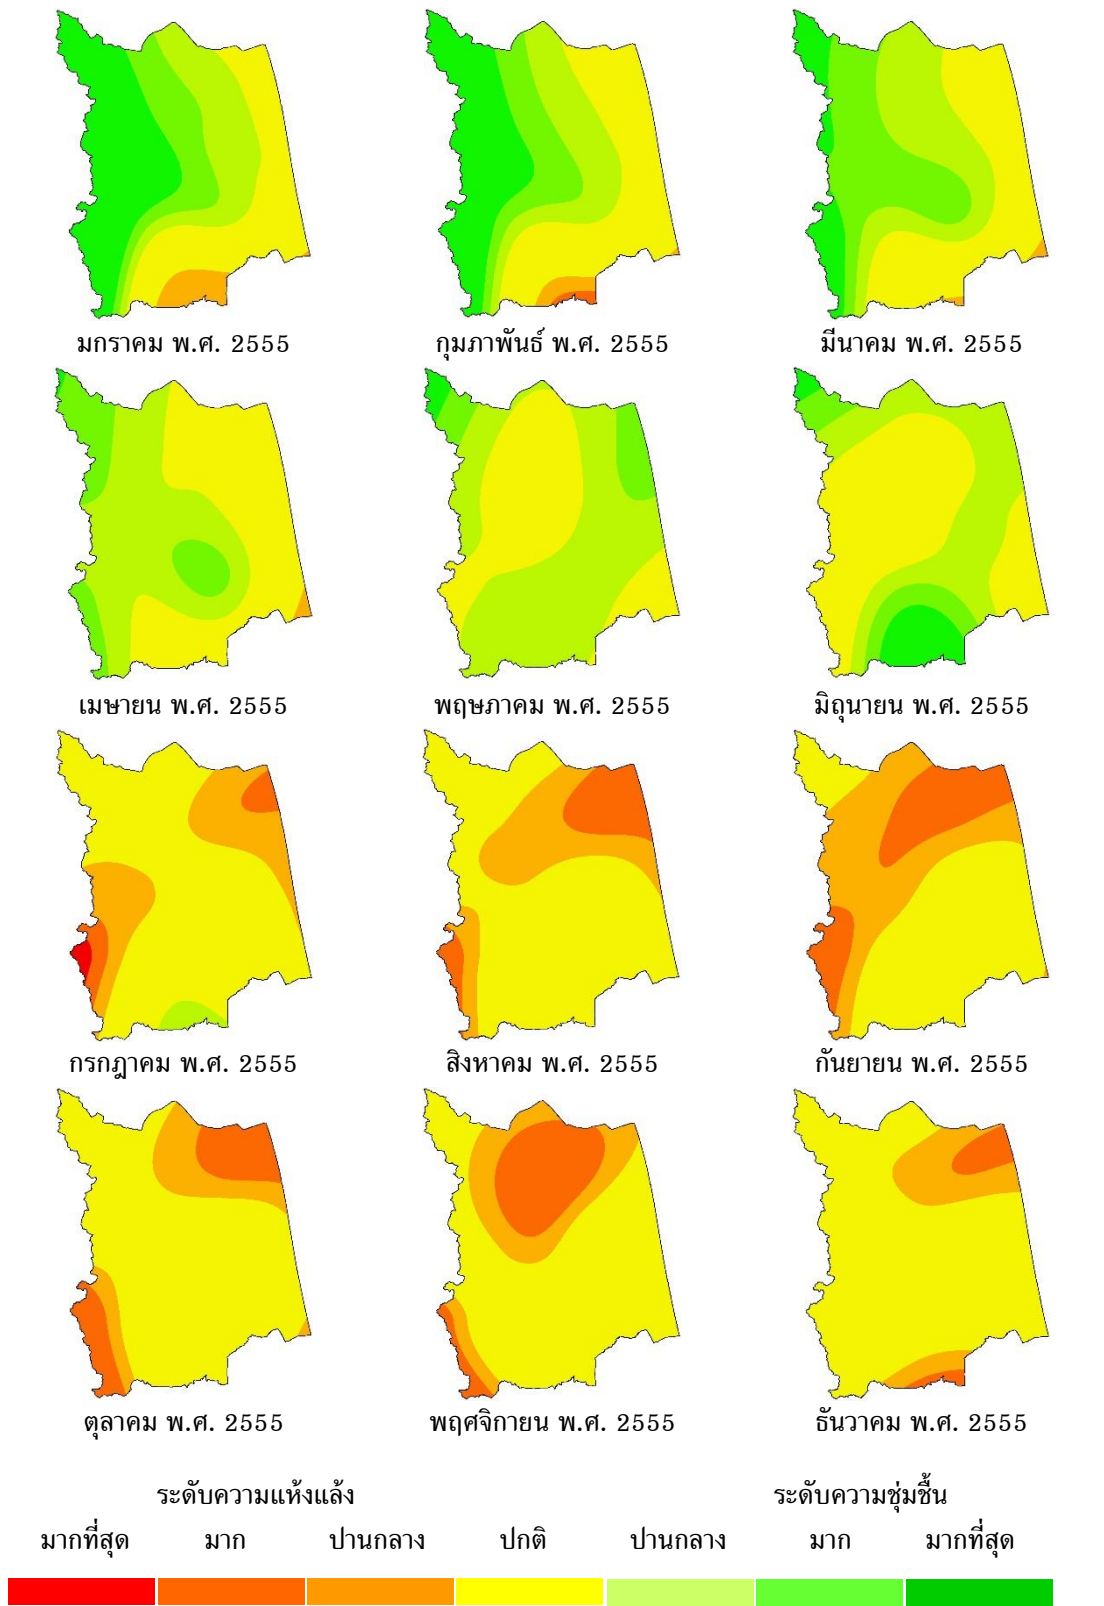 มกราคม พ.ศ. 2555 กุมภาพันธ์ พ.ศ. 2555 มีนาคม พ.ศ. 2555
เมษายน พ.ศ. 2555 พฤษภาคม พ.ศ. 2555 มิถุนายน พ.ศ. 2555
กรกฎาคม พ.ศ. 2555 สิงหาคม พ.ศ. 2555 กันยายน พ.ศ. 2555
ตุลาคม พ.ศ. 2555 พฤศจิกายน พ.ศ. 2555 ธันวาคม พ.ศ. 2555
ระดับความแห้งแล้ง ระดับความชุ่มชื้น
มากที่สุด มาก ปานกลาง ปกติ ปานกลาง มาก มากที่สุด